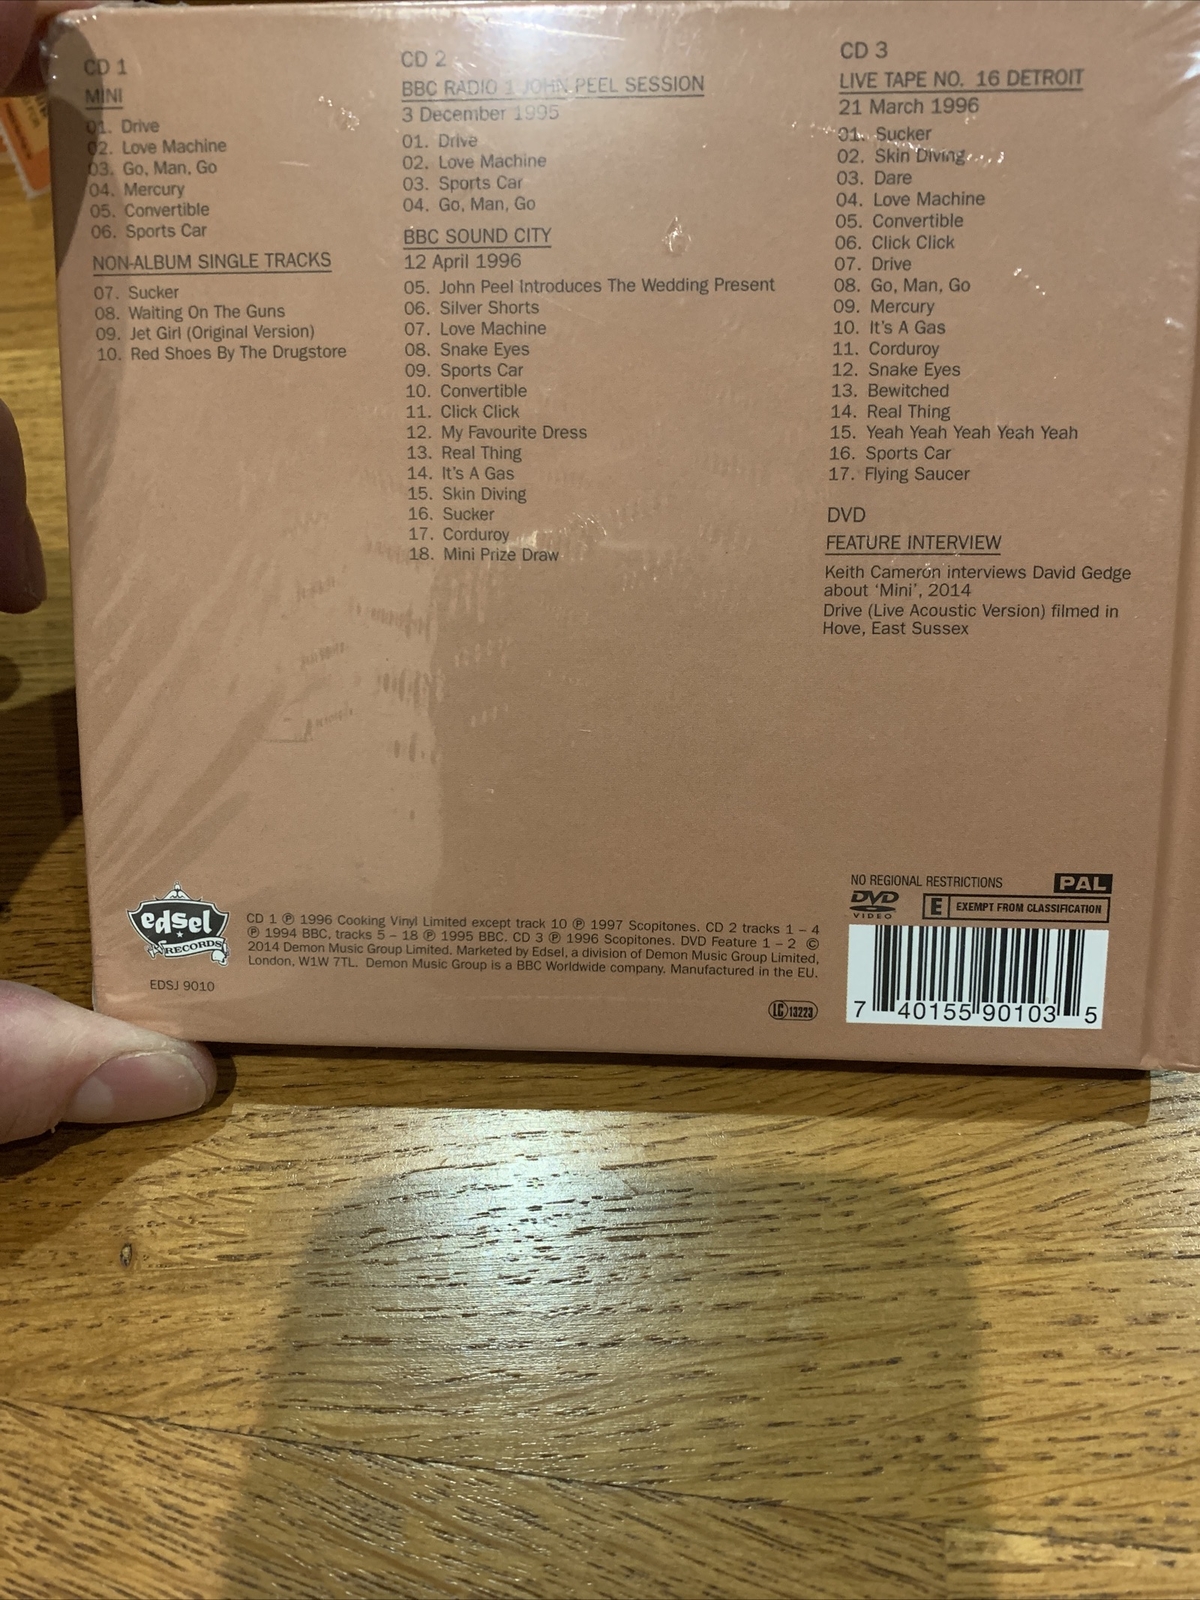 CD 1
MINI
01. Drive
02. Love Machine
03. Go, Man, Go
04. Mercury
05. Convertible
06. Sports Car
NON-ALBUM SINGLE TRACKS
07. Sucker
08. Waiting On The Guns
09. Jet Girl (Original Version)
10. Red Shoes By The Drugstore
CD 2
BBC RADIO 1 JOHN PEEL SESSION
3 December 1995
01. Drive
02. Love Machine
03. Sports Car
04. Go, Man, Go
BBC SOUND CITY
12 April 1996
05. John Peel Introduces The Wedding Present
06. Silver Shorts
07. Love Machine
08. Snake Eyes
09. Sports Car
10. Convertible
11. Click Click
12. My Favourite Dress
13. Real Thing
14. It's A Gas
15. Skin Diving
16. Sucker
17. Corduroy
18. Mini Prize Draw
CD 3
LIVE TAPE NO. 16 DETROIT
21 March 1996
01. Sucker
02. Skin Diving
03. Dare
04. Love Machine
05. Convertible
06. Click Click
07. Drive
08. Go, Man, Go
09. Mercury
10. It's A Gas
11. Corduroy
12. Snake Eyes
13. Bewitched
14. Real Thing
15. Yeah Yeah Yeah Yeah Yeah
16. Sports Car
17. Flying Saucer
DVD
FEATURE INTERVIEW
Keith Cameron interviews David Gedge
about 'Mini', 2014
Drive (Live Acoustic Version) filmed in
Hove, East Sussex
edsel
RECORDS
EDSJ 9010
CD 1 ℗ 1996 Cooking Vinyl Limited except track 10 ℗ 1997 Scopitones. CD 2 tracks 1 – 4
℗ 1994 BBC, tracks 5 – 18 ℗ 1995 BBC. CD 3 ℗ 1996 Scopitones. DVD Feature 1 – 2 ©
2014 Demon Music Group Limited. Marketed by Edsel, a division of Demon Music Group Limited,
London, W1W 7TL. Demon Music Group is a BBC Worldwide company. Manufactured in the EU.
LC 13223
NO REGIONAL RESTRICTIONS
PAL
DVD
VIDEO
E EXEMPT FROM CLASSIFICATION
7 40155 90103 5